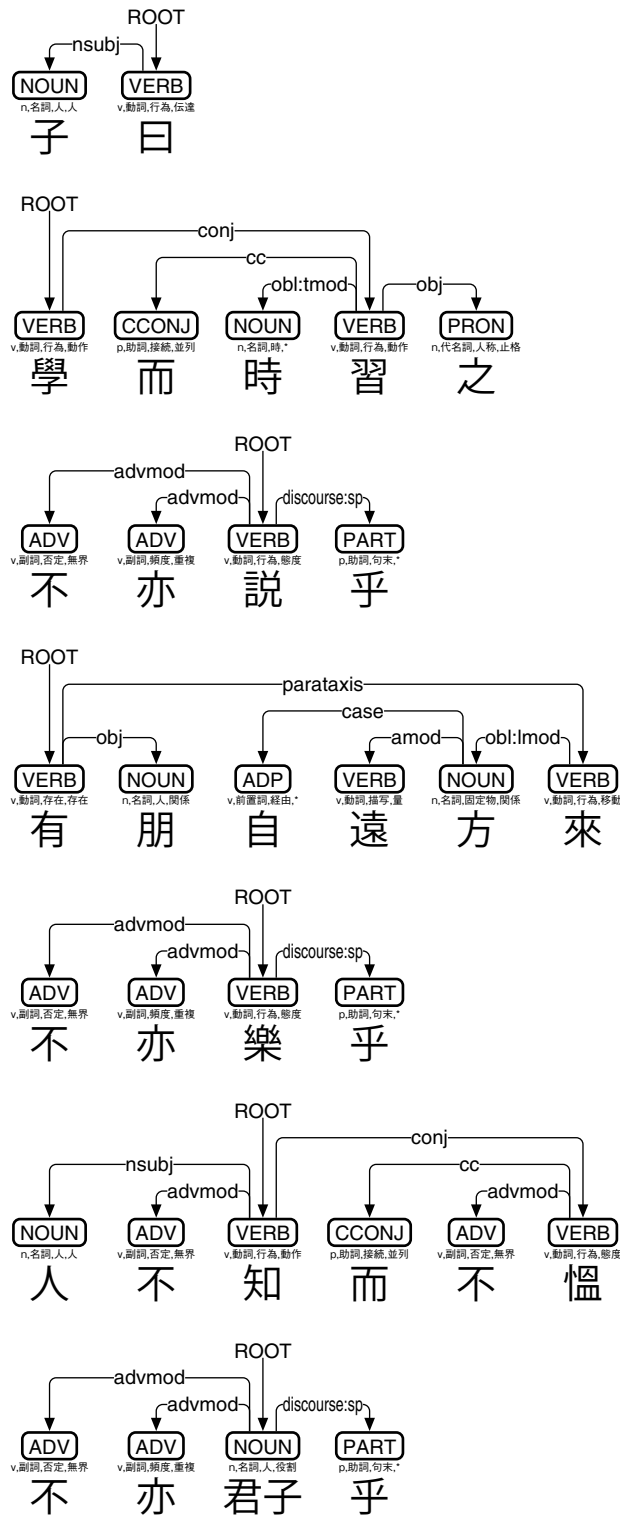 ROOT
nsubj
NOUN VERB
n,名詞,人,人 v,動詞,行為,伝達
子 曰
ROOT
conj
cc
obl:tmod obj
VERB CCONJ NOUN VERB PRON
v,動詞,行為,動作 p,助詞,接続,並列 n,名詞,時,* v,動詞,行為,動作 n,代名詞,人称,止格
學 而 時 習 之
ROOT
advmod
advmod discourse:sp
ADV ADV VERB PART
v,副詞,否定,無界 v,副詞,頻度,重複 v,動詞,行為,態度 p,助詞,句末,*
不 亦 説 乎
ROOT
parataxis
case
obj amod obl:lmod
VERB NOUN ADP VERB NOUN VERB
v,動詞,存在,存在 n,名詞,人,関係 v,前置詞,経由,* v,動詞,描写,量 n,名詞,固定物,関係 v,動詞,行為,移動
有 朋 自 遠 方 來
ROOT
advmod
advmod discourse:sp
ADV ADV VERB PART
v,副詞,否定,無界 v,副詞,頻度,重複 v,動詞,行為,態度 p,助詞,句末,*
不 亦 樂 乎
ROOT
conj
nsubj cc
advmod advmod
NOUN ADV VERB CCONJ ADV VERB
n,名詞,人,人 v,副詞,否定,無界 v,動詞,行為,動作 p,助詞,接続,並列 v,副詞,否定,無界 v,動詞,行為,態度
人 不 知 而 不 慍
ROOT
advmod
advmod discourse:sp
ADV ADV NOUN PART
v,副詞,否定,無界 v,副詞,頻度,重複 n,名詞,人,役割 p,助詞,句末,*
不 亦 君子 乎